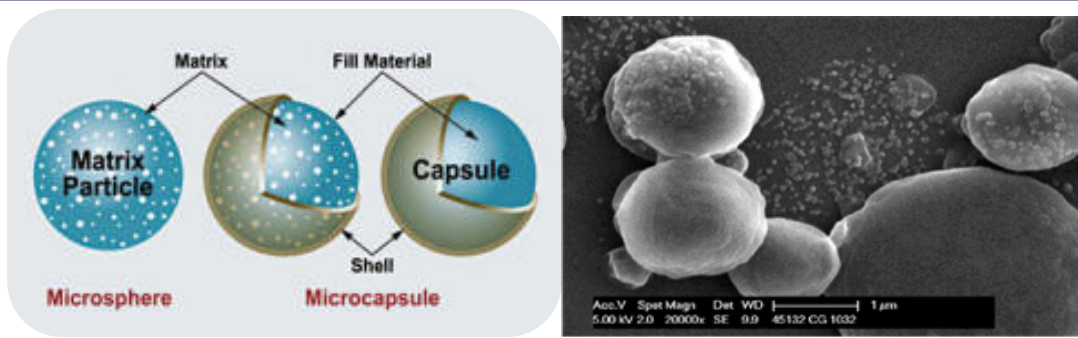 Matrix
Fill Material
Matrix
Particle
Capsule
Shell
Microsphere
Microcapsule
Acc.V Spot Magn Det WD 1 µm
5.00 kV 2.0 20000x SE 9.9 45132 CG 1032